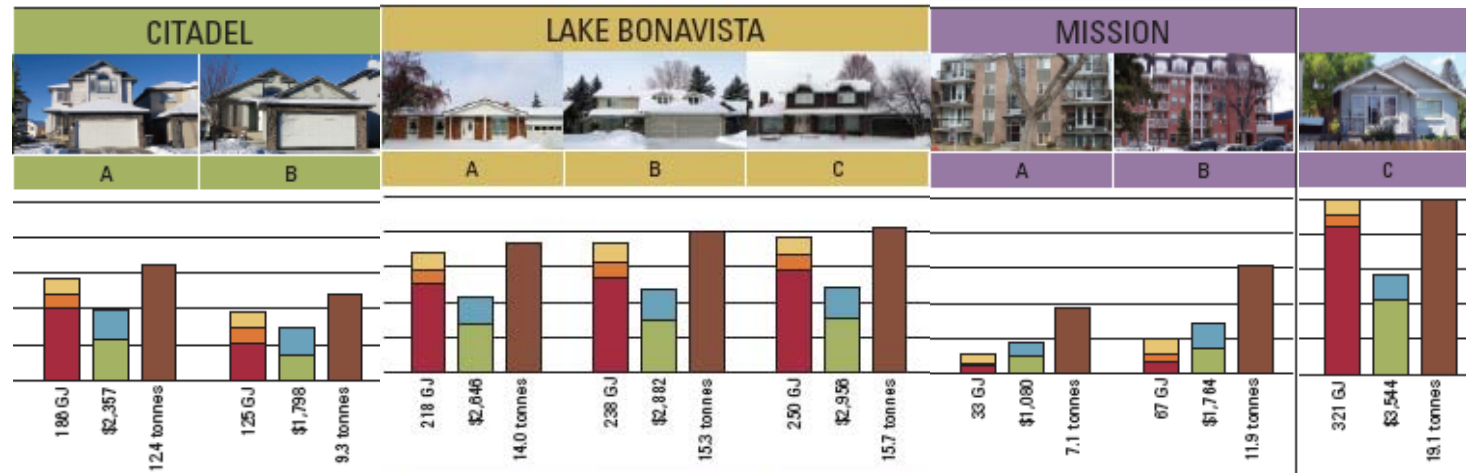 CITADEL
LAKE BONAVISTA
MISSION
A
B
A
B
C
A
B
C
186 GJ
$2,357
12.4 tonnes
125 GJ
$1,798
9.3 tonnes
218 GJ
$2,646
14.0 tonnes
238 GJ
$2,882
15.3 tonnes
250 GJ
$2,956
15.7 tonnes
33 GJ
$1,080
7.1 tonnes
67 GJ
$1,764
11.9 tonnes
321 GJ
$3,544
19.1 tonnes